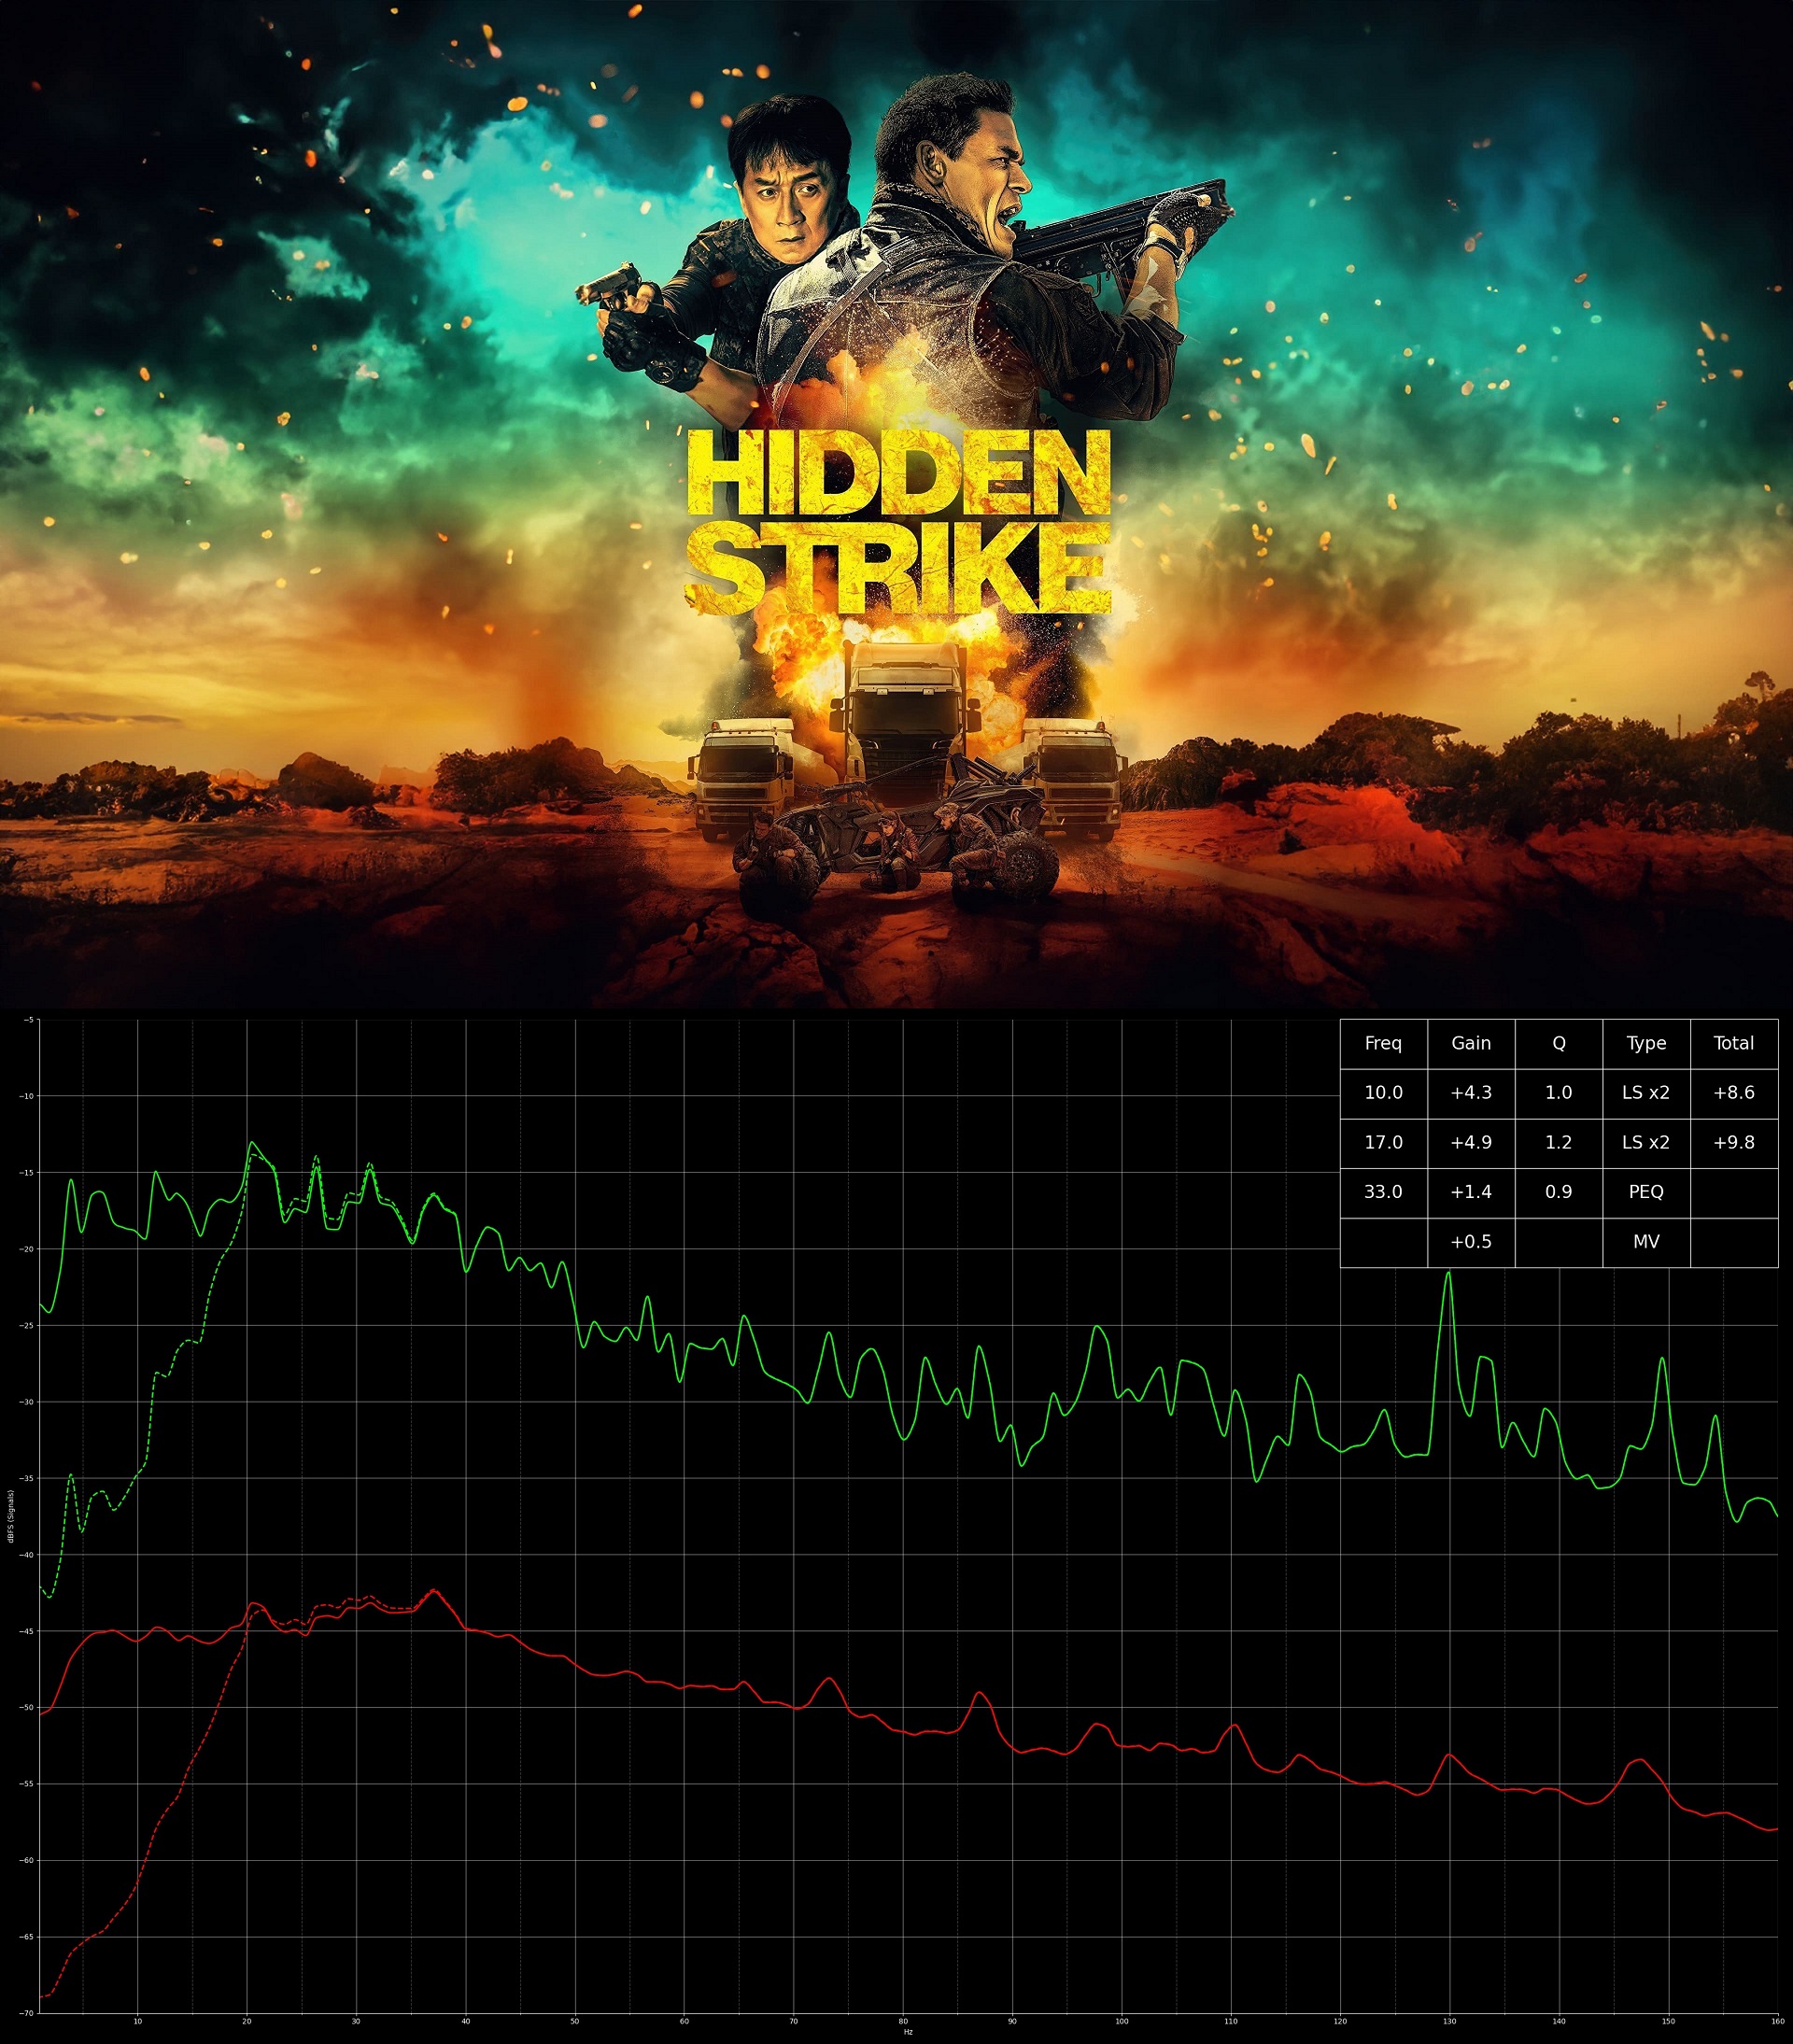 HIDDEN
STRIKE
Freq Gain Q Type Total
10.0 +4.3 1.0 LS x2 +8.6
17.0 +4.9 1.2 LS x2 +9.8
33.0 +1.4 0.9 PEQ
+0.5 MV
−5
−10
−15
−20
−25
−30
−35
−40
−45
−50
−55
−60
−65
−70
dBFS (Signals)
10 20 30 40 50 60 70 80 90 100 110 120 130 140 150 160
Hz